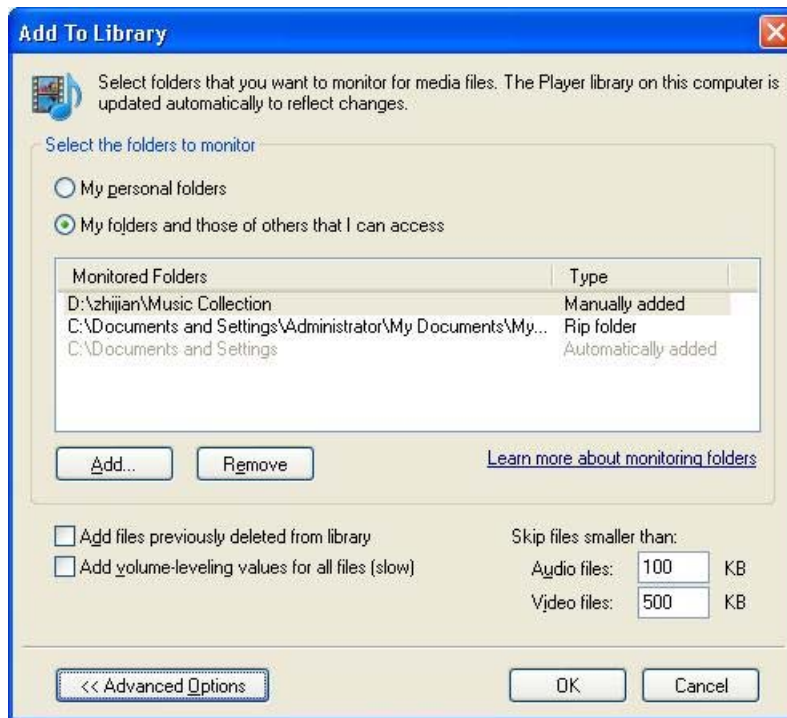 Add To Library
Select folders that you want to monitor for media files. The Player library on this computer is
updated automatically to reflect changes.
Select the folders to monitor
My personal folders
My folders and those of others that I can access
Monitored Folders Type
D:\zhijian\Music Collection Manually added
C:\Documents and Settings\Administrator\My Documents\My... Rip folder
C:\Documents and Settings Automatically added
Add... Remove Learn more about monitoring folders
Add files previously deleted from library Skip files smaller than:
Add volume-leveling values for all files (slow) Audio files: 100 KB
Video files: 500 KB
<< Advanced Options OK Cancel